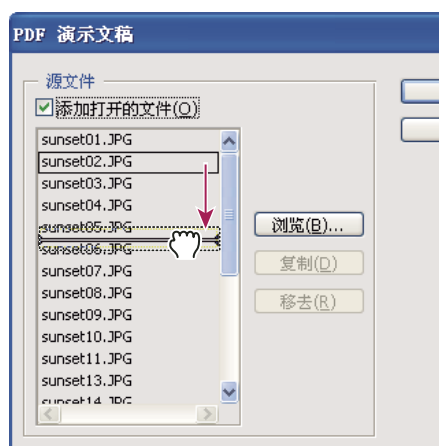 PDF 演示文稿
源文件
添加打开的文件(O)
sunset01.JPG
sunset02.JPG
sunset03.JPG
sunset04.JPG
sunset05.JPG
sunset06.JPG
sunset07.JPG
sunset08.JPG
sunset09.JPG
sunset10.JPG
sunset11.JPG
sunset13.JPG
sunset14.JPG
浏览(B)...
复制(D)
移去(R)